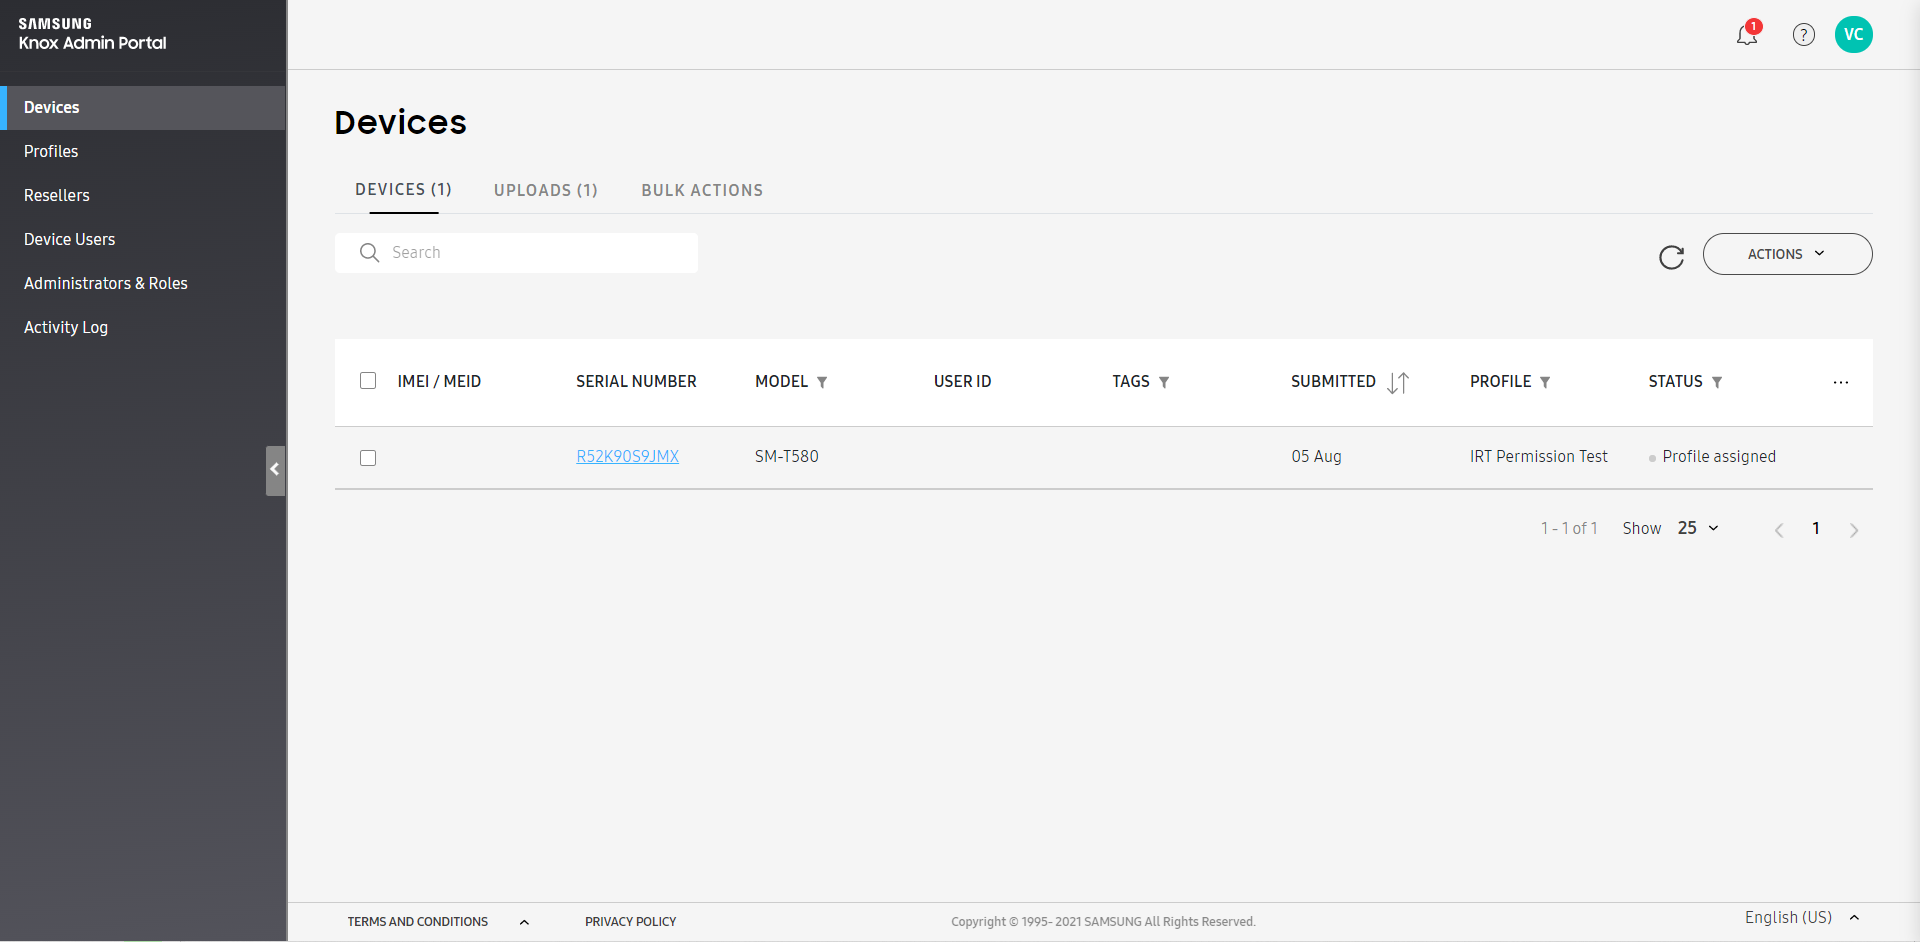 SAMSUNG
Knox Admin Portal
1
?
VC
Devices
Profiles
Resellers
Device Users
Administrators & Roles
Activity Log
Devices
DEVICES (1) UPLOADS (1) BULK ACTIONS
Search
ACTIONS
IMEI / MEID SERIAL NUMBER MODEL USER ID TAGS SUBMITTED PROFILE STATUS ...
R52K90S9JMX SM-T580 05 Aug IRT Permission Test Profile assigned
1 - 1 of 1 Show 25 1
TERMS AND CONDITIONS PRIVACY POLICY Copyright © 1995- 2021 SAMSUNG All Rights Reserved. English (US)